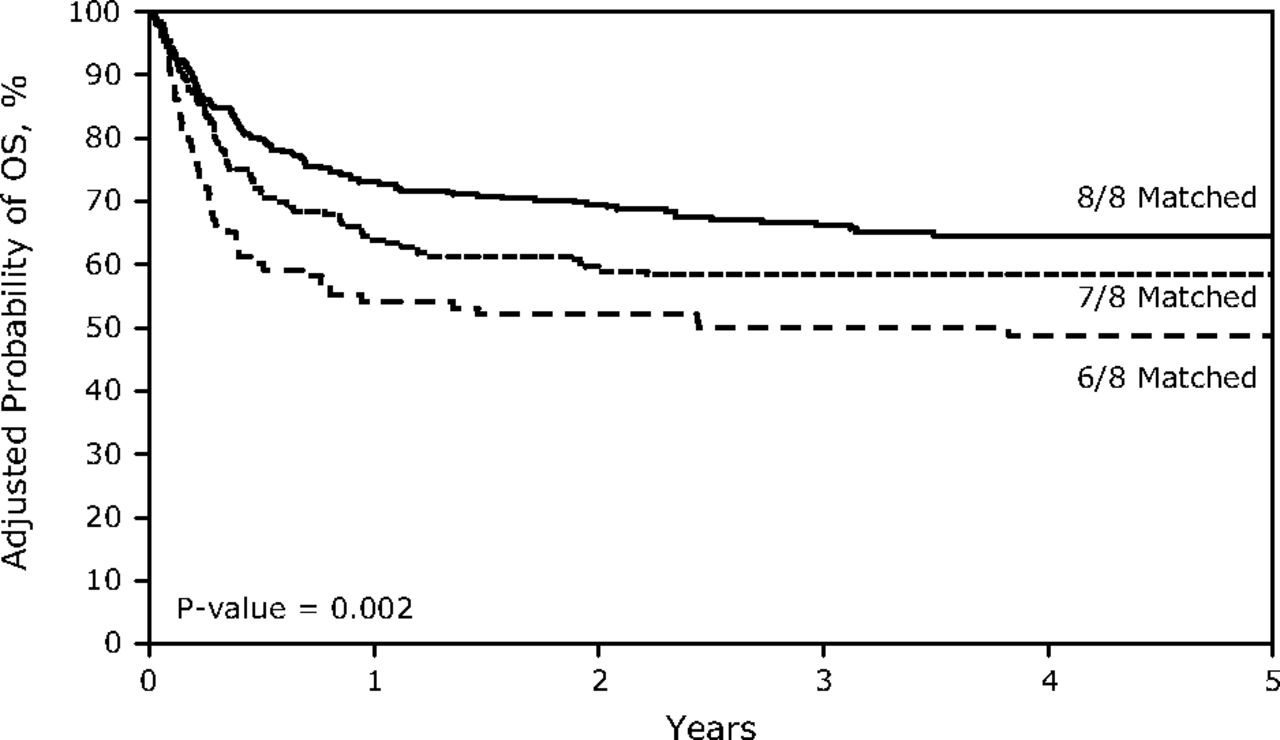 Adjusted Probability of OS, %
100
90
80
70
60
50
40
30
20
10
0
8/8 Matched
7/8 Matched
6/8 Matched
P-value = 0.002
0 1 2 3 4 5
Years